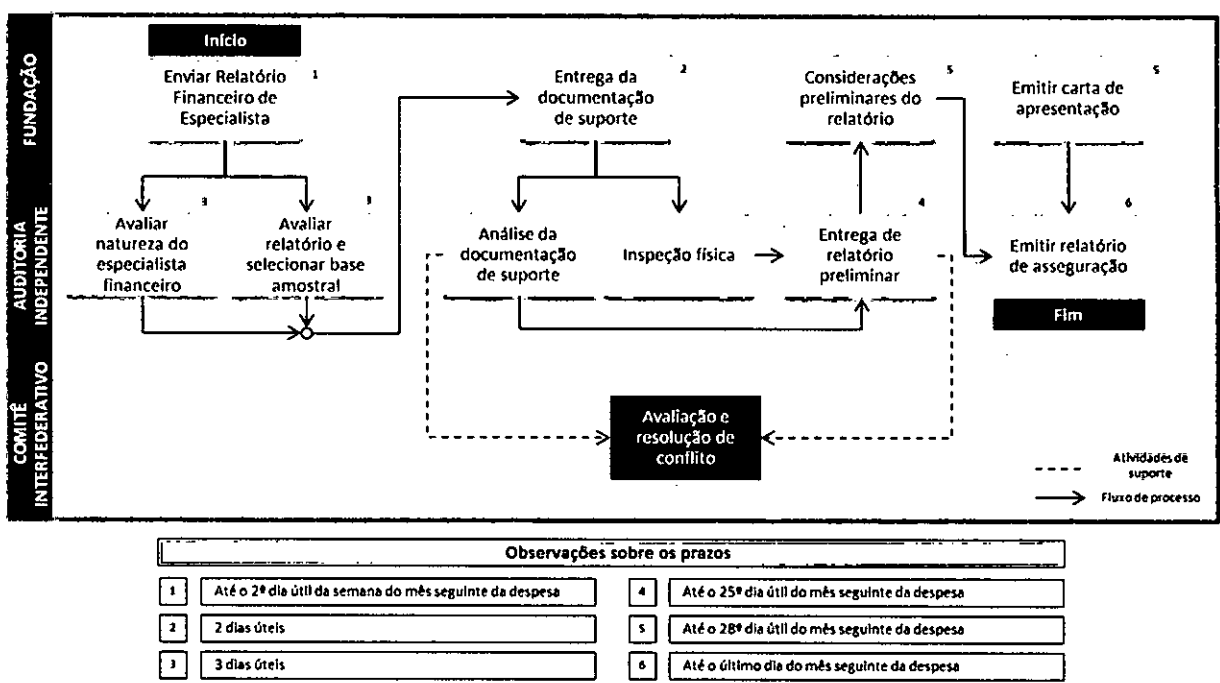 FUNDAÇÃO
Início
Enviar Relatório
Financeiro de
Especialista
1
Entrega da
documentação
de suporte
2
Considerações
preliminares do
relatório
5
Emitir carta de
apresentação
5
AUDITORIA
INDEPENDENTE
Avaliar
natureza do
especialista
financeiro
3
Avaliar
relatório e
selecionar base
amostral
3
Análise da
documentação
de suporte
Inspeção física
Entrega de
relatório
preliminar
4
Emitir relatório
de asseguração
6
Fim
COMITÊ
INTERFEDERATIVO
Avaliação e
resolução de
conflito
Atividades de
suporte
Fluxo de processo
Observações sobre os prazos
1 Até o 2º dia útil da semana do mês seguinte da despesa
2 2 dias úteis
3 3 dias úteis
4 Até o 25º dia útil do mês seguinte da despesa
5 Até o 28º dia útil do mês seguinte da despesa
6 Até o último dia do mês seguinte da despesa